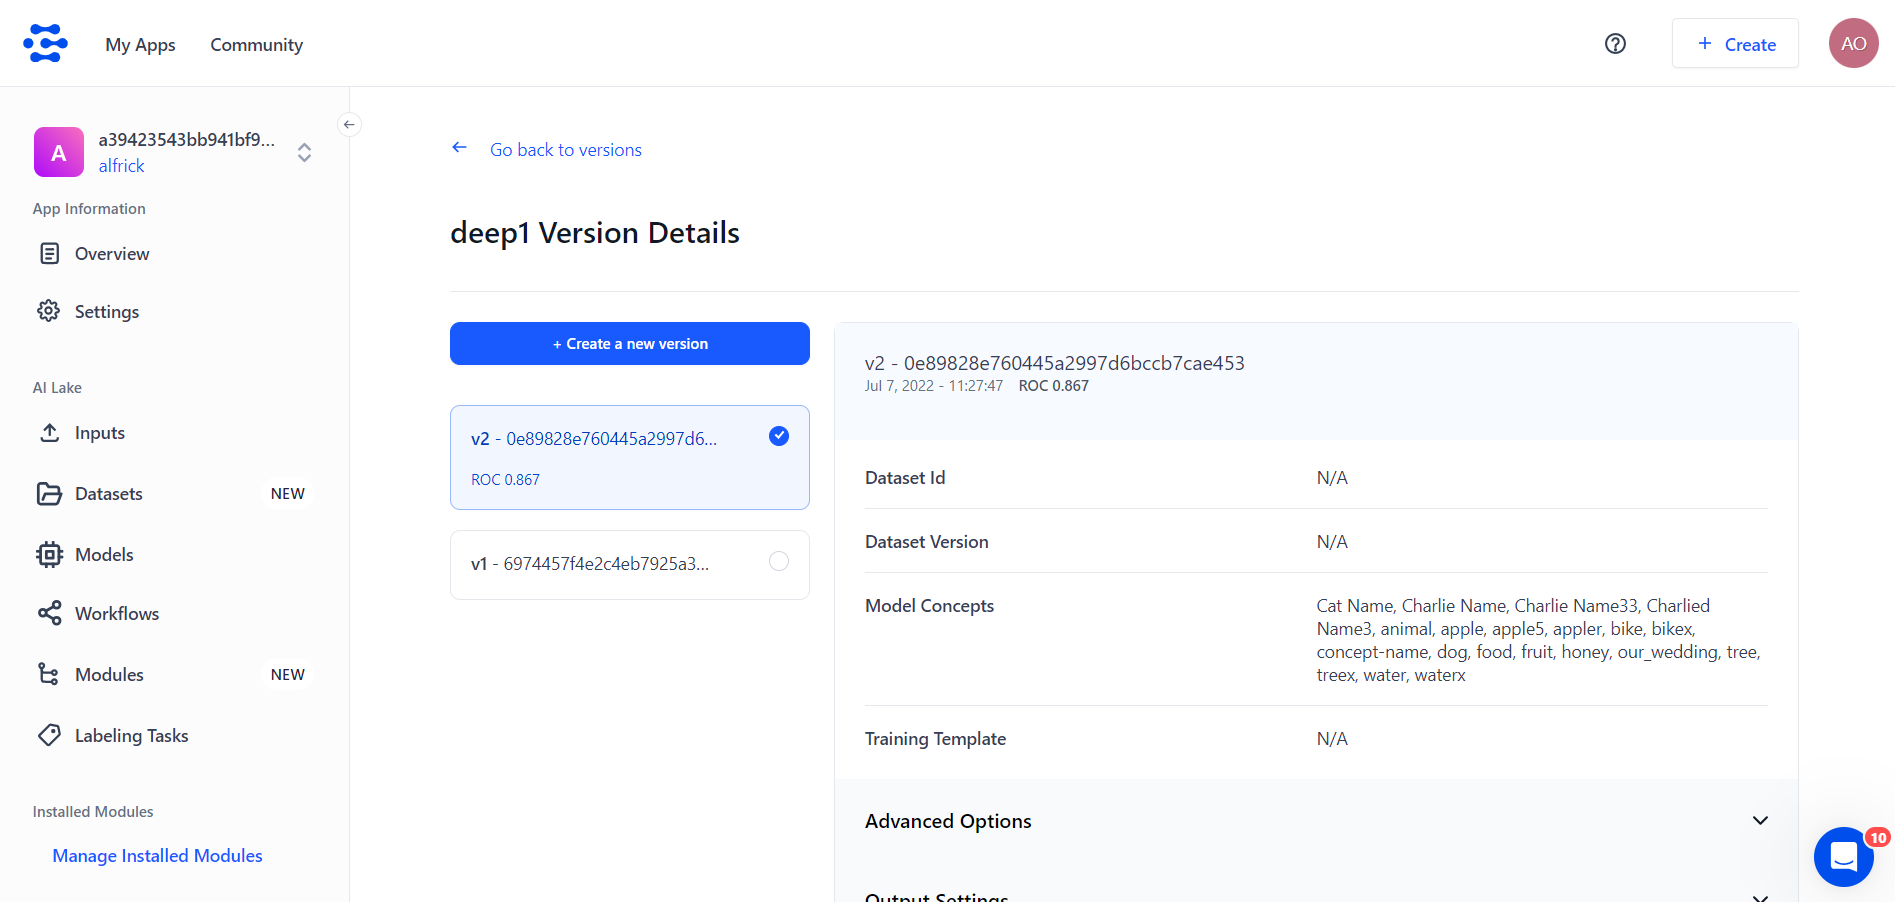 My Apps
Community
+ Create
AO
A
a39423543bb941bf9...
alfrick
App Information
Overview
Settings
AI Lake
Inputs
Datasets
NEW
Models
Workflows
Modules
NEW
Labeling Tasks
Installed Modules
Manage Installed Modules
Go back to versions
deep1 Version Details
+ Create a new version
v2 - 0e89828e760445a2997d6...
ROC 0.867
v1 - 6974457f4e2c4eb7925a3...
v2 - 0e89828e760445a2997d6bccb7cae453
Jul 7, 2022 - 11:27:47 ROC 0.867
Dataset Id
N/A
Dataset Version
N/A
Model Concepts
Cat Name, Charlie Name, Charlie Name33, Charlied
Name3, animal, apple, apple5, appler, bike, bikex,
concept-name, dog, food, fruit, honey, our_wedding, tree,
treex, water, waterx
Training Template
N/A
Advanced Options
Output Settings
10